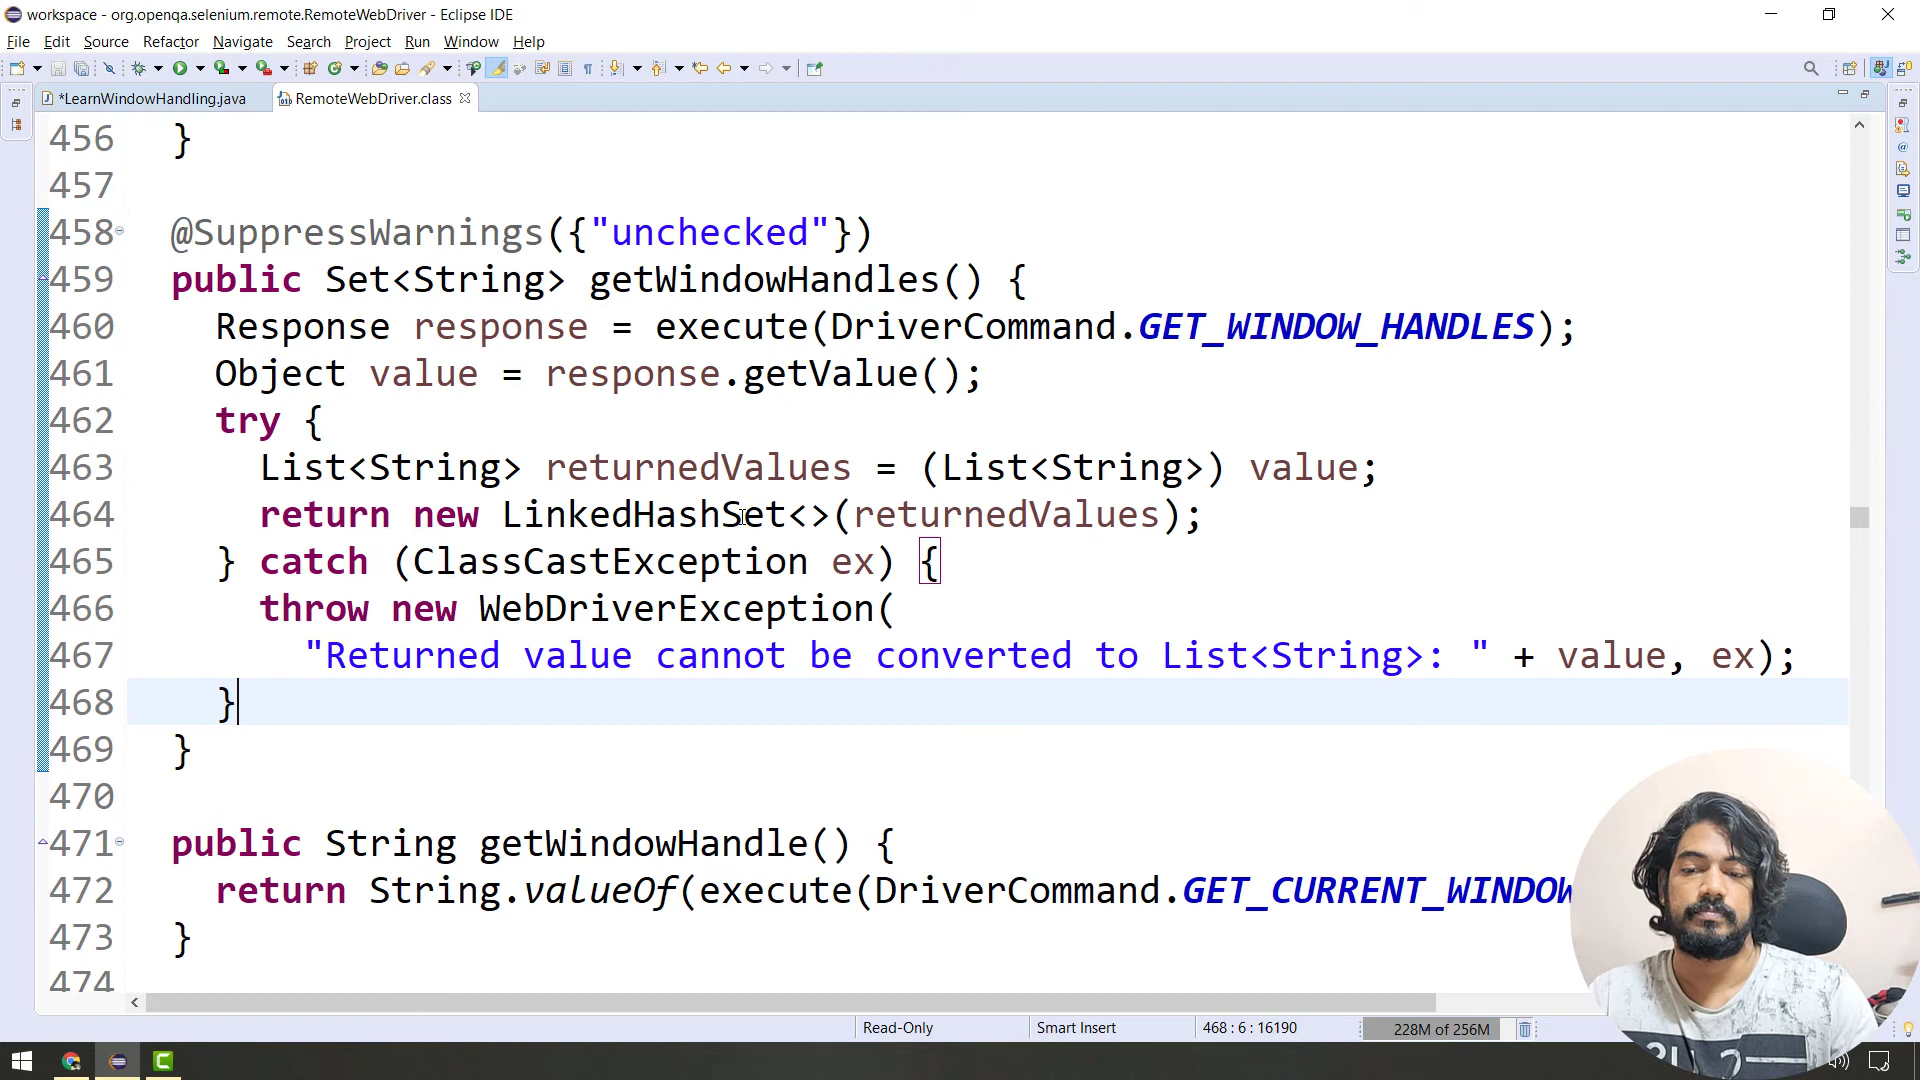 workspace - org.openqa.selenium.remote.RemoteWebDriver - Eclipse IDE
File Edit Source Refactor Navigate Search Project Run Window Help
*LearnWindowHandling.java RemoteWebDriver.class
456 }
457
458 @SuppressWarnings({"unchecked"})
459 public Set<String> getWindowHandles() {
460 Response response = execute(DriverCommand.GET_WINDOW_HANDLES);
461 Object value = response.getValue();
462 try {
463 List<String> returnedValues = (List<String>) value;
464 return new LinkedHashSet<>(returnedValues);
465 } catch (ClassCastException ex) {
466 throw new WebDriverException(
467 "Returned value cannot be converted to List<String>: " + value, ex);
468 }
469 }
470
471 public String getWindowHandle() {
472 return String.valueOf(execute(DriverCommand.GET_CURRENT_WINDOW
473 }
474
Read-Only Smart Insert 468 : 6 : 16190 228M of 256M